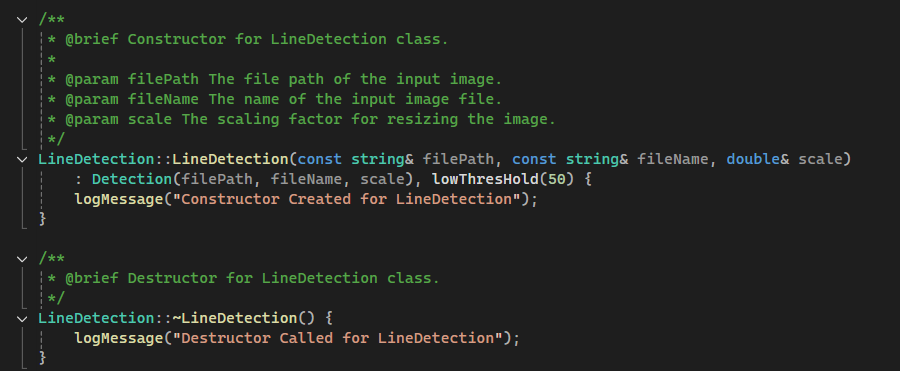 /**
* @brief Constructor for LineDetection class.
*
* @param filePath The file path of the input image.
* @param fileName The name of the input image file.
* @param scale The scaling factor for resizing the image.
*/
LineDetection::LineDetection(const string& filePath, const string& fileName, double& scale)
: Detection(filePath, fileName, scale), lowThresHold(50) {
logMessage("Constructor Created for LineDetection");
}
/**
* @brief Destructor for LineDetection class.
*/
LineDetection::~LineDetection() {
logMessage("Destructor Called for LineDetection");
}